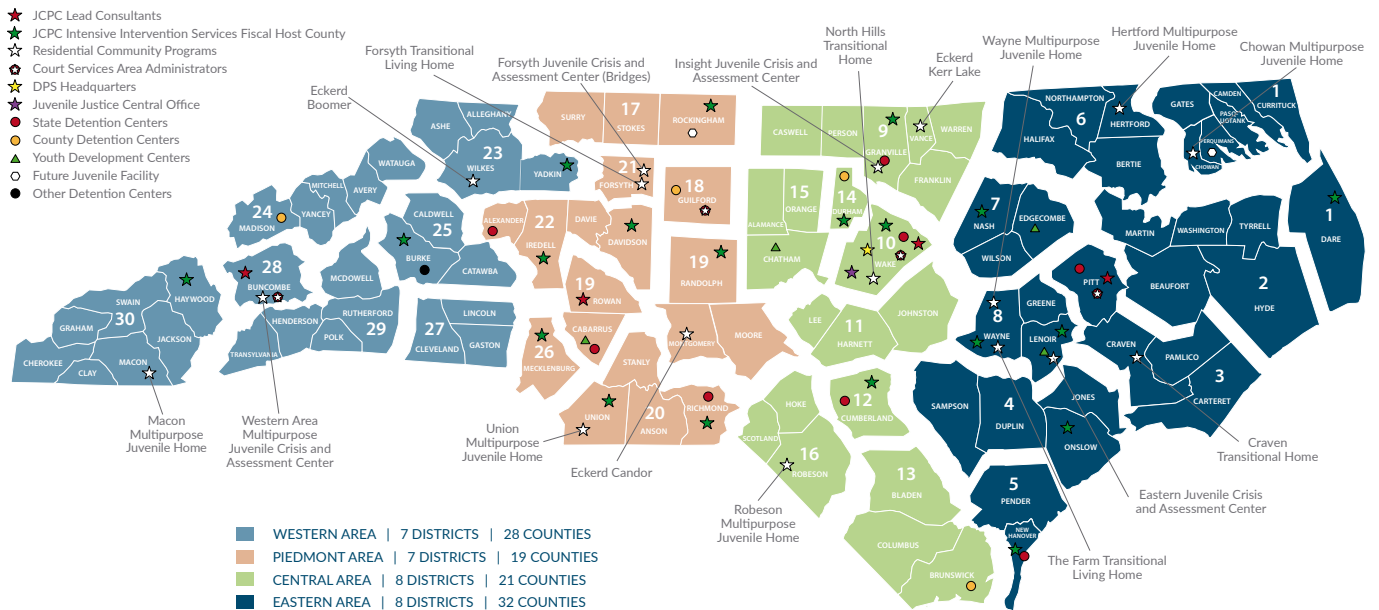 JCPC Lead Consultants
JCPC Intensive Intervention Services Fiscal Host County
Residential Community Programs
Court Services Area Administrators
DPS Headquarters
Juvenile Justice Central Office
State Detention Centers
County Detention Centers
Youth Development Centers
Future Juvenile Facility
Other Detention Centers
Eckerd
Boomer
Forsyth Transitional
Living Home
Forsyth Juvenile Crisis and
Assessment Center (Bridges)
Insight Juvenile Crisis and
Assessment Center
North Hills
Transitional
Home
Eckerd
Kerr Lake
Wayne Multipurpose
Juvenile Home
Hertford Multipurpose
Juvenile Home
Chowan Multipurpose
Juvenile Home
ASHE
ALLEGHANY
23
WILKES
YADKIN
WATAUGA
AVERY
MITCHELL
YANCEY
24
MADISON
CALDWELL
25
BURKE
CATAWBA
28
BUNCOMBE
MCDOWELL
HAYWOOD
SWAIN
30
GRAHAM
JACKSON
CHEROKEE
CLAY
MACON
HENDERSON
TRANSYLVANIA
POLK
RUTHERFORD
29
27
CLEVELAND
LINCOLN
GASTON
SURRY
17
STOKES
ROCKINGHAM
21
FORSYTH
18
GUILFORD
ALEXANDER
22
IREDELL
DAVIE
DAVIDSON
19
RANDOLPH
19
ROWAN
CABARRUS
26
MECKLENBURG
STANLY
MONTGOMERY
MOORE
UNION
20
ANSON
RICHMOND
CASWELL
PERSON
9
GRANVILLE
VANCE
WARREN
FRANKLIN
15
ORANGE
ALAMANCE
14
DURHAM
CHATHAM
10
WAKE
LEE
11
HARNETT
JOHNSTON
12
CUMBERLAND
HOKE
SCOTLAND
16
ROBESON
13
BLADEN
COLUMBUS
BRUNSWICK
NORTHAMPTON
6
HERTFORD
HALIFAX
BERTIE
GATES
CAMDEN
1
CURRITUCK
PASQ-
UOTANK
PERQUIMANS
CHOWAN
7
NASH
EDGECOMBE
WILSON
MARTIN
WASHINGTON
TYRRELL
1
DARE
2
HYDE
PITT
BEAUFORT
GREENE
8
WAYNE
LENOIR
CRAVEN
PAMLICO
3
CARTERET
JONES
SAMPSON
4
DUPLIN
ONSLOW
5
PENDER
NEW
HANOVER
Macon
Multipurpose
Juvenile Home
Western Area
Multipurpose
Juvenile Crisis and
Assessment Center
Union
Multipurpose
Juvenile Home
Eckerd Candor
Robeson
Multipurpose
Juvenile Home
Craven
Transitional Home
Eastern Juvenile Crisis
and Assessment Center
The Farm Transitional
Living Home
WESTERN AREA | 7 DISTRICTS | 28 COUNTIES
PIEDMONT AREA | 7 DISTRICTS | 19 COUNTIES
CENTRAL AREA | 8 DISTRICTS | 21 COUNTIES
EASTERN AREA | 8 DISTRICTS | 32 COUNTIES